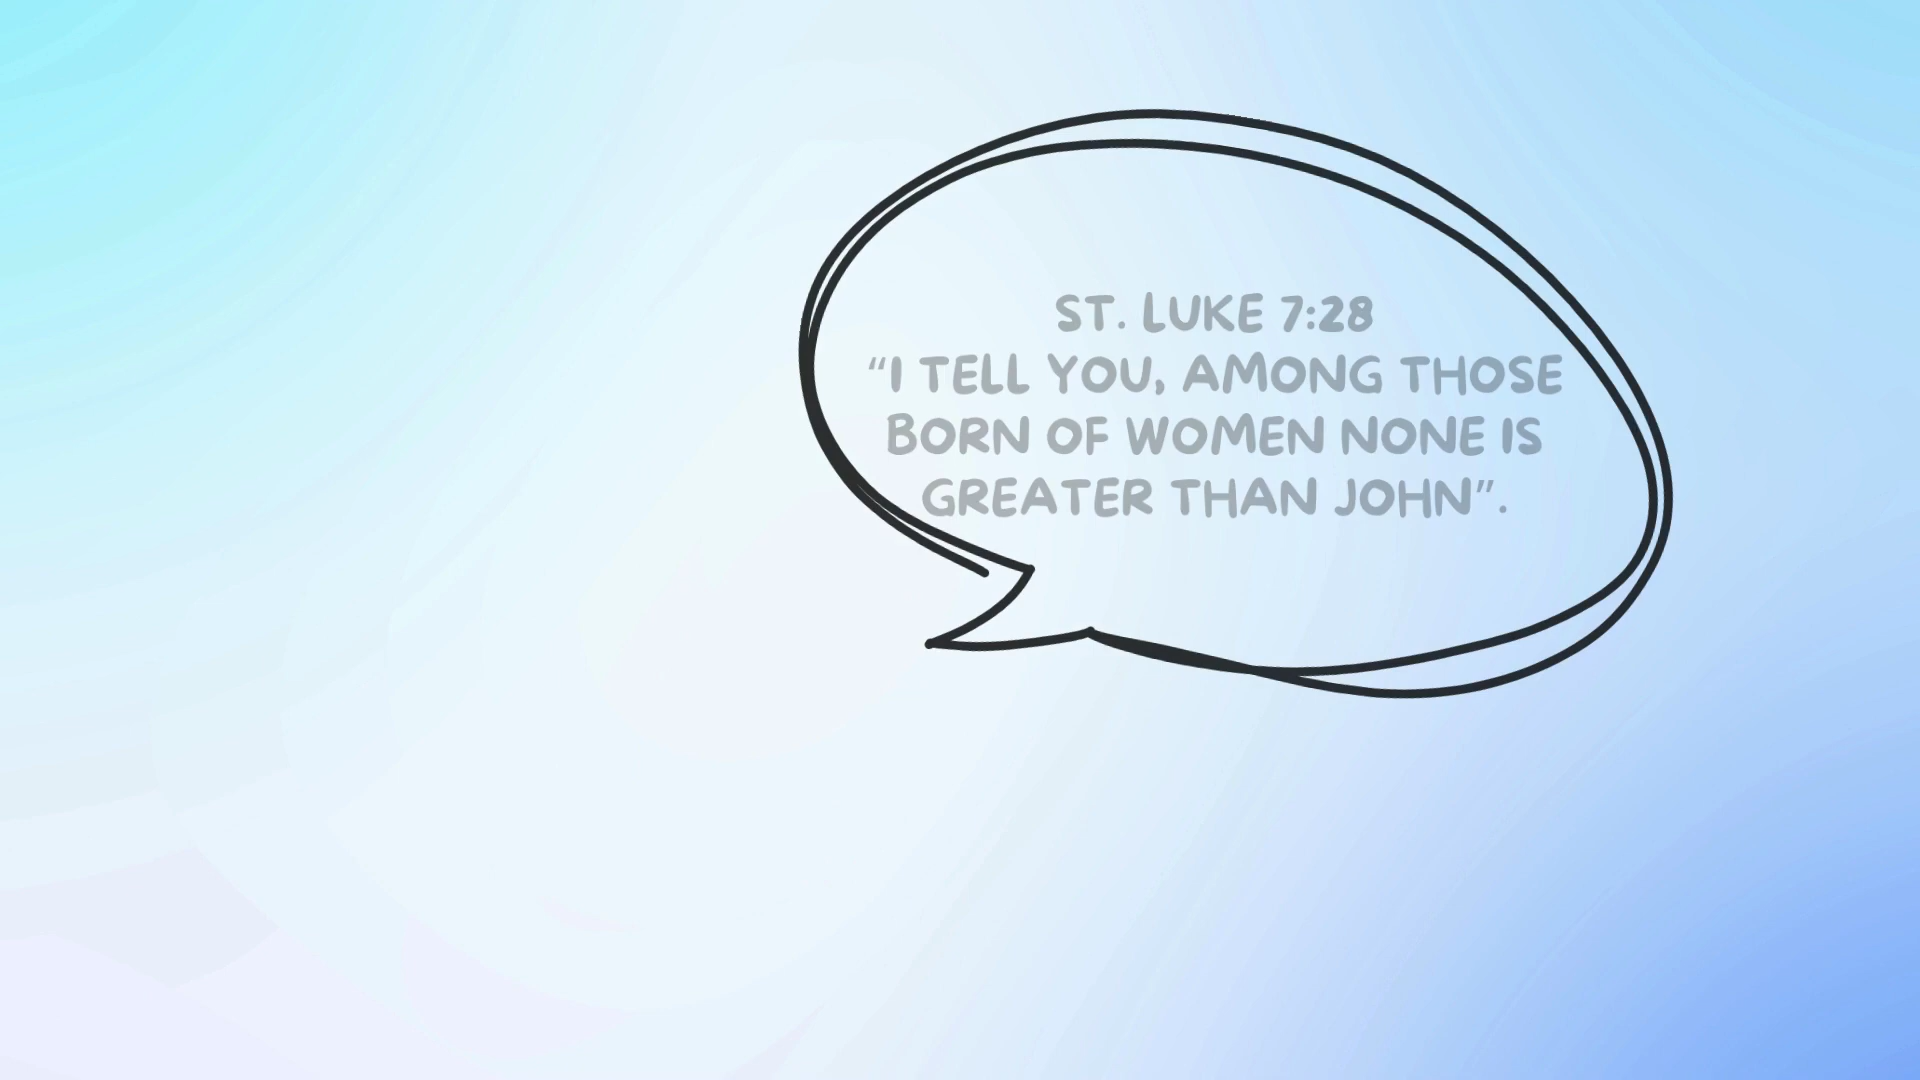 ST. LUKE 7:28
“I TELL YOU, AMONG THOSE
BORN OF WOMEN NONE IS
GREATER THAN JOHN”.